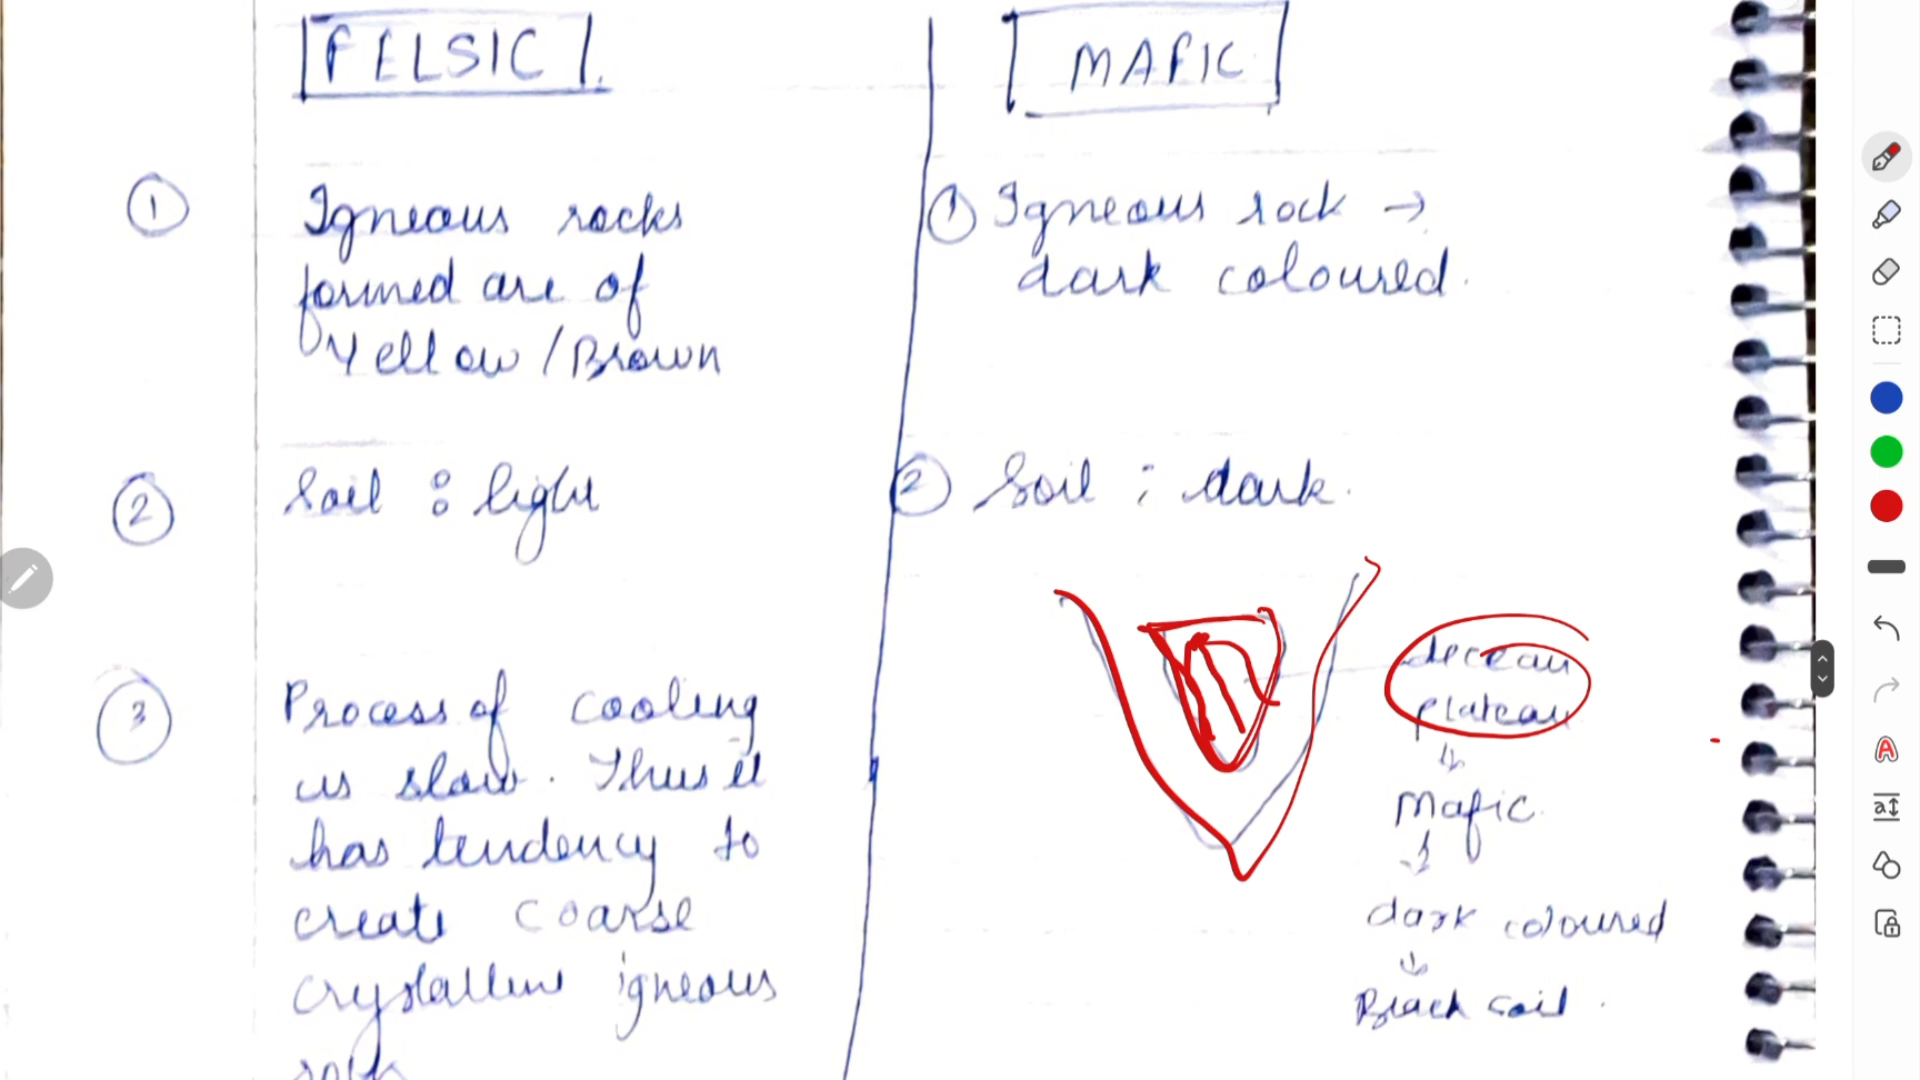 FELSIC
MAFIC
① Igneous rocks
formed are of
Yellow/Brown
① Igneous rock →
dark coloured.
② Soil : light
② Soil : dark.
③ Process of cooling
is slow. Thus it
has tendency to
create coarse
crystalline igneous
deccan
plateau
↓
Mafic.
↓
dark coloured
↓
Black soil.